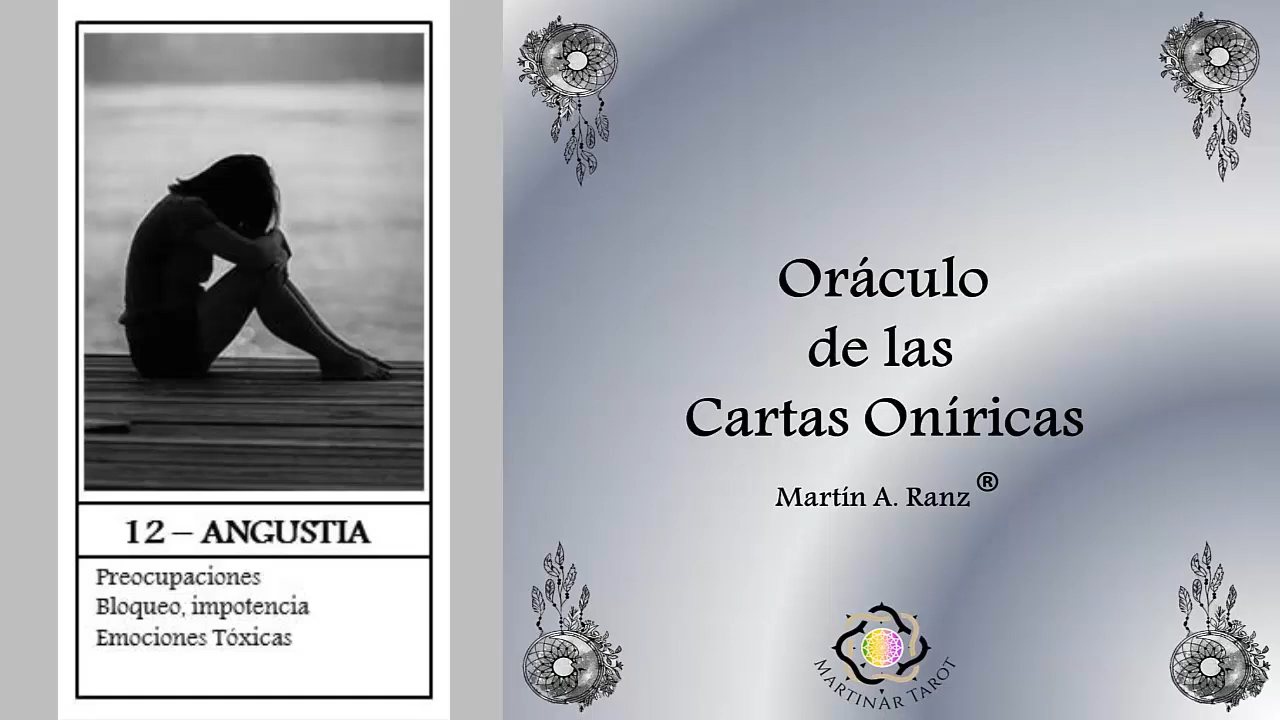 12 – ANGUSTIA
Preocupaciones
Bloqueo, impotencia
Emociones Tóxicas
Oráculo
de las
Cartas Oníricas
Martín A. Ranz ®
MARTINAR TAROT